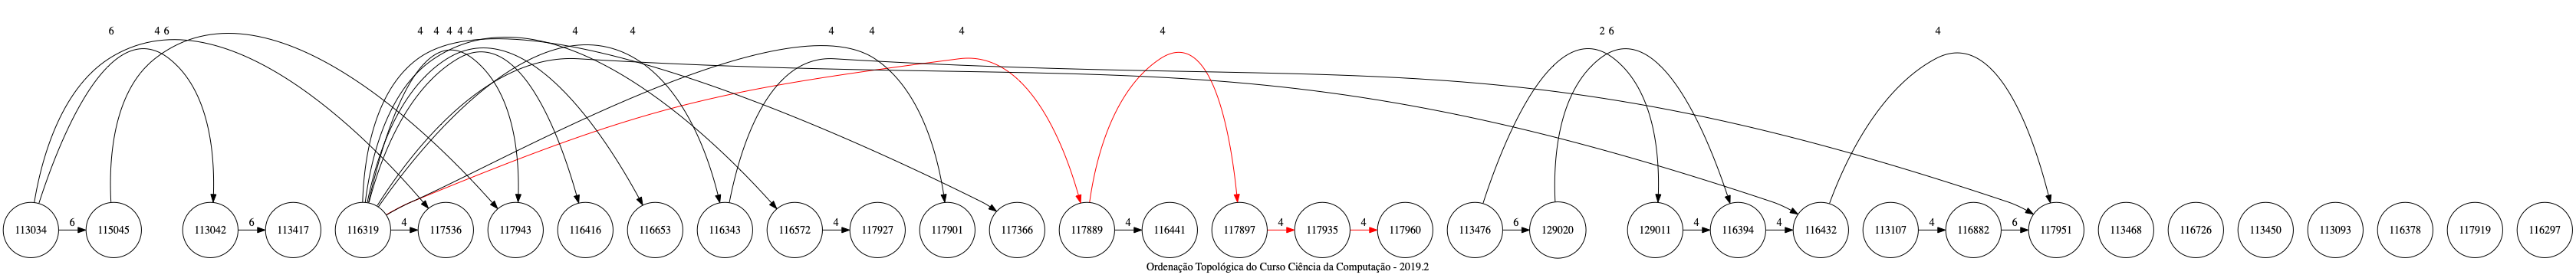 6 4 6 4 4 4 4 4 4 4 4 4 4 4 2 6 4
6 6 4 4 4 4 4 6 4 4 4 6
113034 115045 113042 113417 116319 117536 117943 116416 116653 116343 116572 117927 117901 117366 117889 116441 117897 117935 117960 113476 129020 129011 116394 116432 113107 116882 117951 113468 116726 113450 113093 116378 117919 116297
Ordenação Topológica do Curso Ciência da Computação - 2019.2